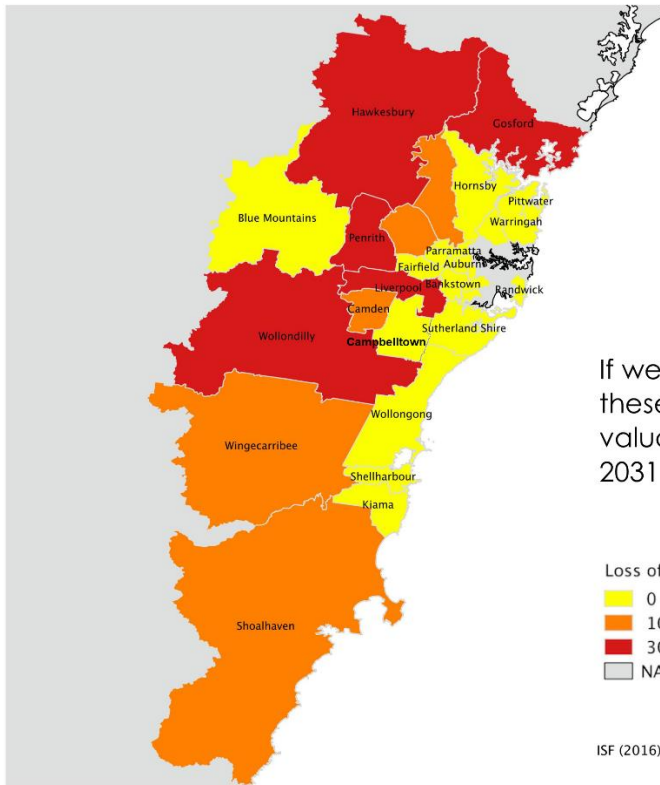 Hawkesbury
Gosford
Hornsby
Pittwater
Blue Mountains
Warringah
Penrith
Parramatta
Fairfield
Auburn
Liverpool
Bankstown
Randwick
Camden
Sutherland Shire
Wollondilly
Campbelltown
Wollongong
Wingecarribee
Shellharbour
Kiama
Shoalhaven
If we
these
2031
Loss of
0
10
30
NA
ISF (2016)